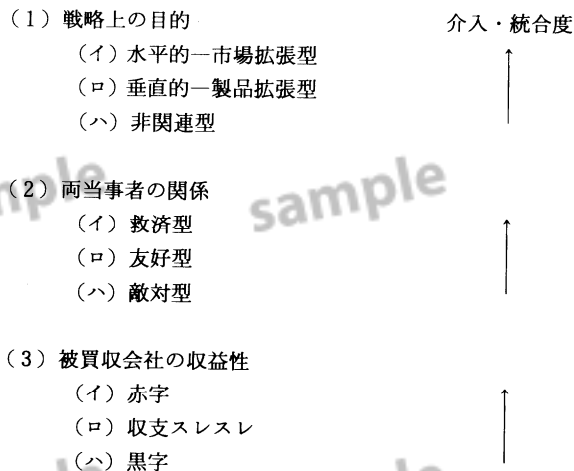 (1)戦略上の目的 介入・統合度
(イ)水平的―市場拡張型
(ロ)垂直的―製品拡張型
(ハ)非関連型
(2)両当事者の関係
sample
(イ)救済型
(ロ)友好型
(ハ)敵対型
(3)被買収会社の収益性
(イ)赤字
(ロ)収支スレスレ
(ハ)黒字